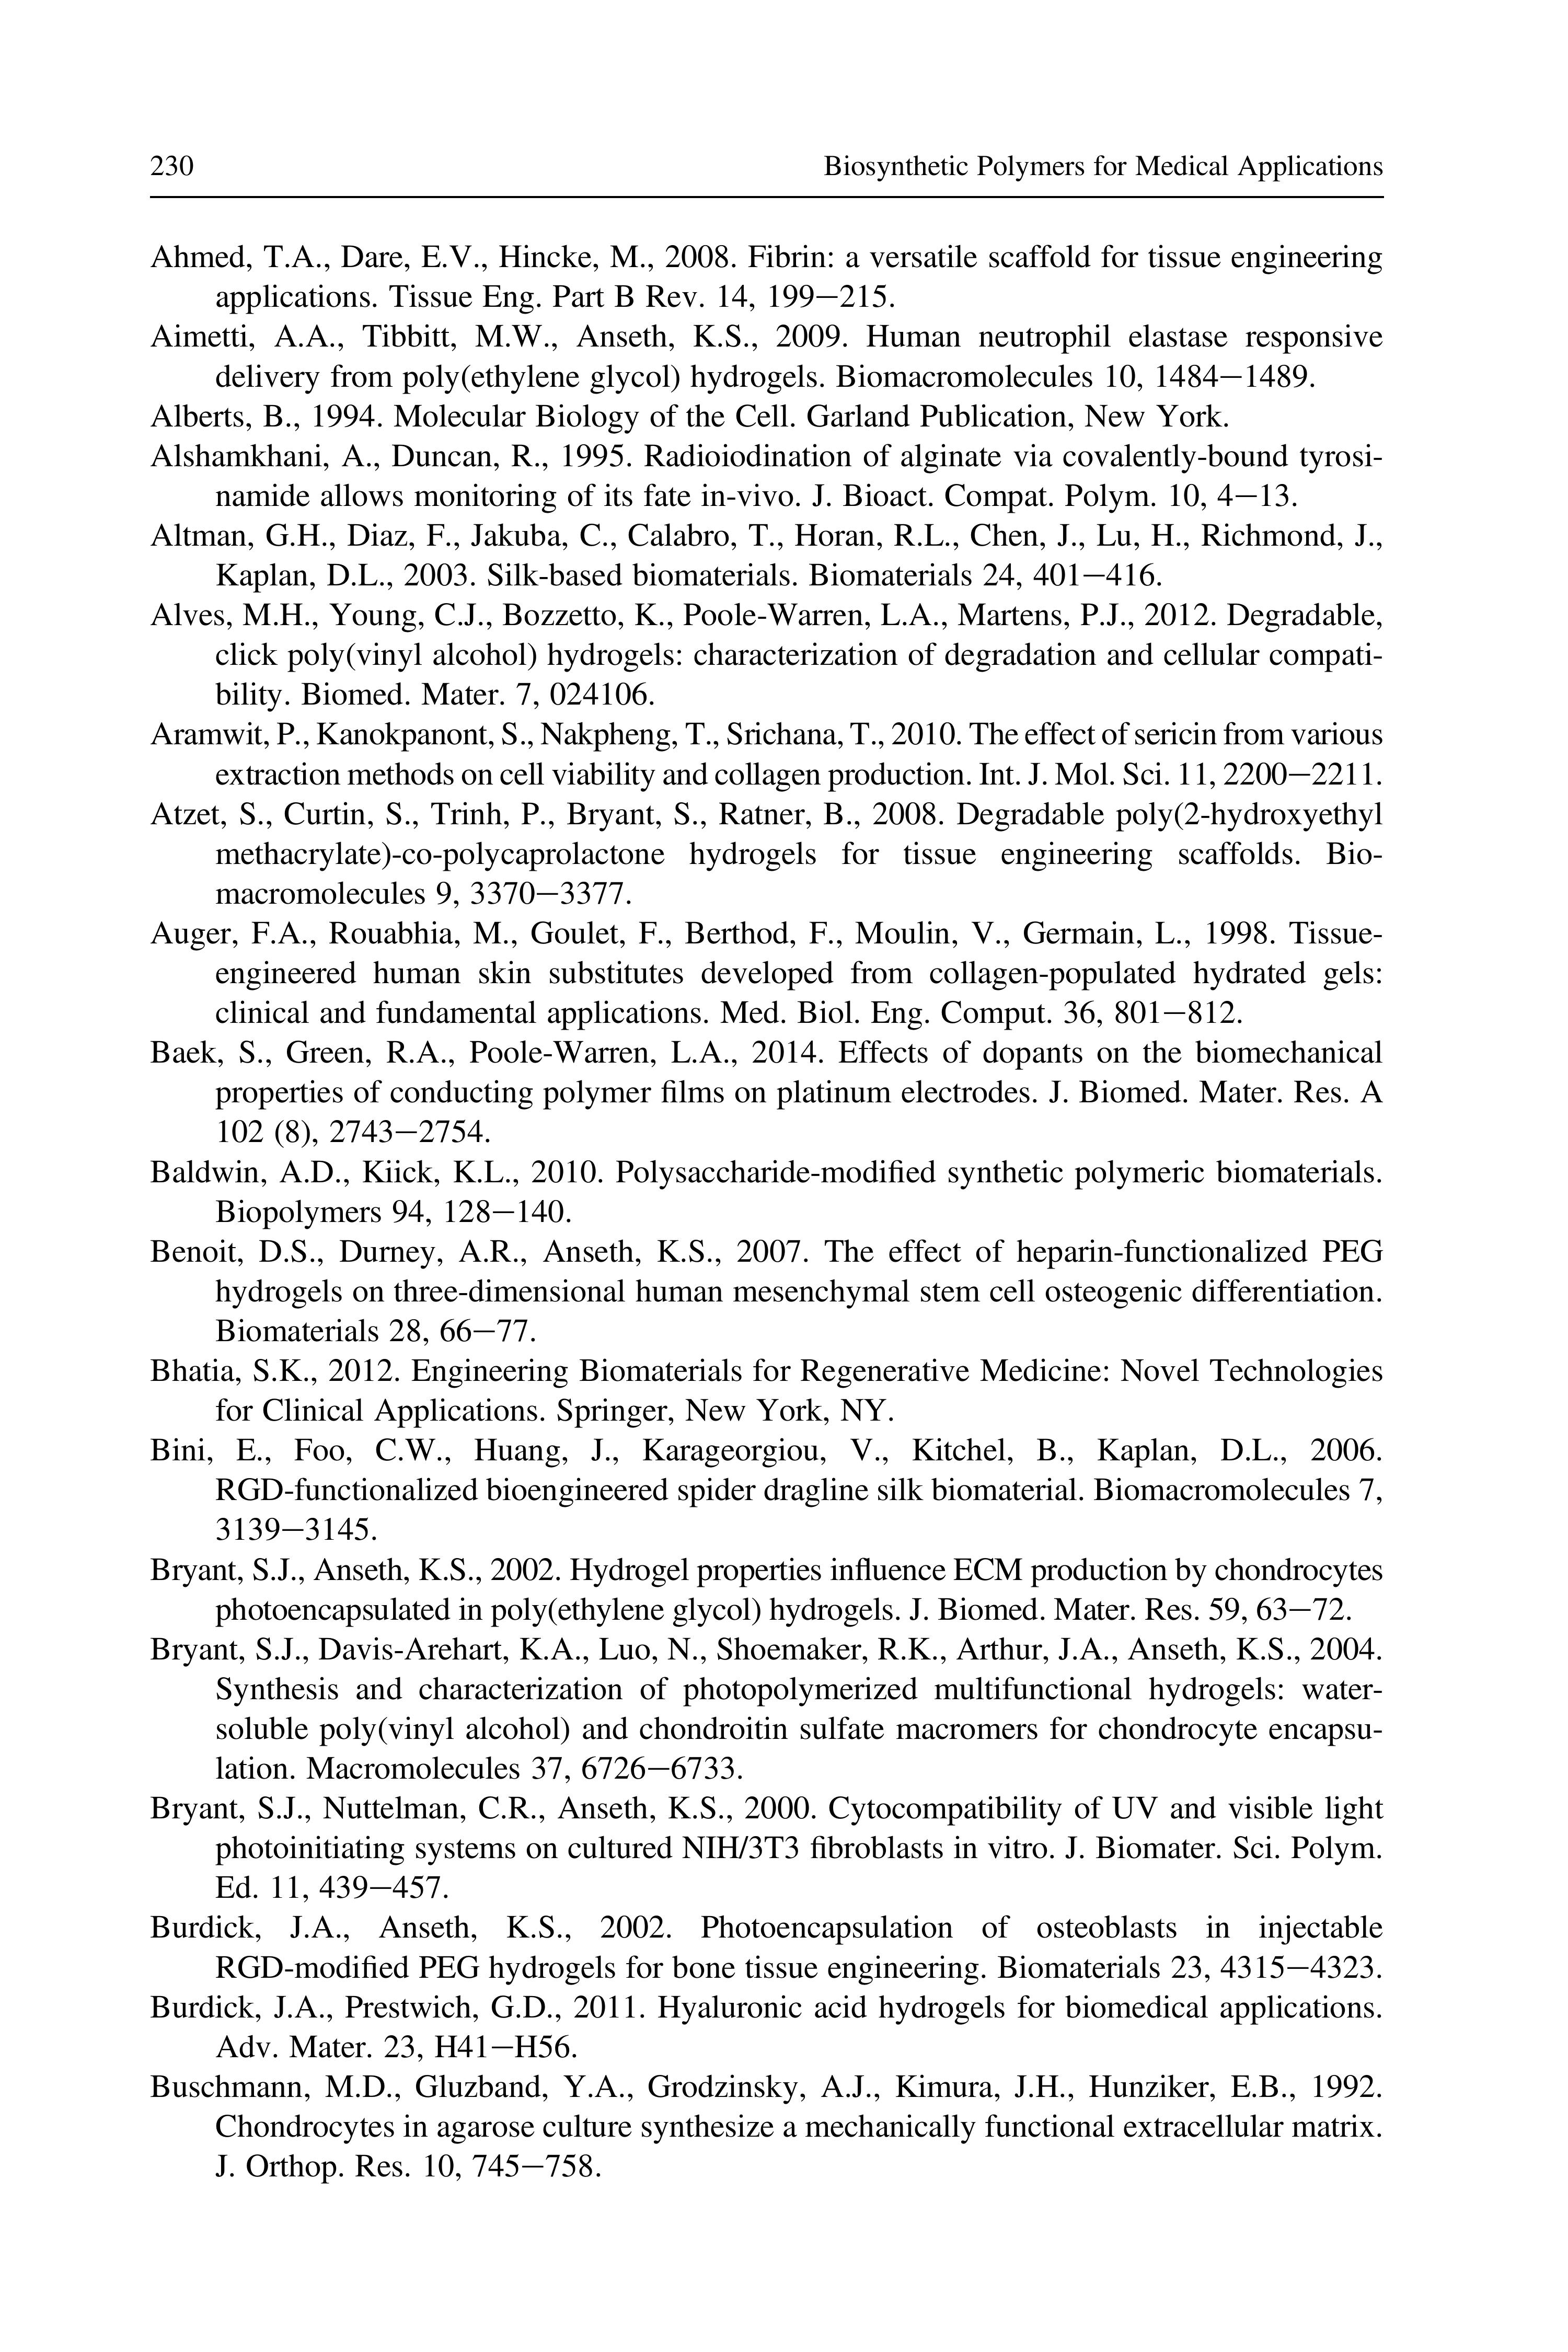 230
Biosynthetic Polymers for Medical Applications
Ahmed, T.A., Dare, E.V., Hincke, M., 2008. Fibrin: a versatile scaffold for tissue engineering
applications. Tissue Eng. Part B Rev. 14, 199—215.
Aimetti, A.A., Tibbitt, M.W., Anseth, K.S., 2009. Human neutrophil elastase responsive
delivery from poly(ethylene glycol) hydrogels. Biomacromolecules 10, 1484—1489.
Alberts, B., 1994. Molecular Biology of the Cell. Garland Publication, New York.
Alshamkhani, A., Duncan, R., 1995. Radioiodination of alginate via covalently-bound tyrosi-
namide allows monitoring of its fate in-vivo. J. Bioact. Compat. Polym. 10, 4—13.
Altman, G.H., Diaz, F., Jakuba, C., Calabro, T., Horan, R.L., Chen, J., Lu, H., Richmond, J.,
Kaplan, D.L., 2003. Silk-based biomaterials. Biomaterials 24, 401—416.
Alves, M.H., Young, C.J., Bozzetto, K., Poole-Warren, L.A., Martens, P.J., 2012. Degradable,
click poly(vinyl alcohol) hydrogels: characterization of degradation and cellular compati-
bility. Biomed. Mater. 7, 024106.
Aramwit, P., Kanokpanont, S., Nakpheng, T., Srichana, T., 2010. The effect of sericin from various
extraction methods on cell viability and collagen production. Int. J. Mol. Sci. 11, 2200—2211.
Atzet, S., Curtin, S., Trinh, P., Bryant, S., Ratner, B., 2008. Degradable poly(2-hydroxyethyl
methacrylate)-co-polycaprolactone hydrogels for tissue engineering scaffolds. Bio-
macromolecules 9, 3370—3377.
Auger, F.A., Rouabhia, M., Goulet, F., Berthod, F., Moulin, V., Germain, L., 1998. Tissue-
engineered human skin substitutes developed from collagen-populated hydrated gels:
clinical and fundamental applications. Med. Biol. Eng. Comput. 36, 801—812.
Baek, S., Green, R.A., Poole-Warren, L.A., 2014. Effects of dopants on the biomechanical
properties of conducting polymer films on platinum electrodes. J. Biomed. Mater. Res. A
102 (8), 2743—2754.
Baldwin, A.D., Kiick, K.L., 2010. Polysaccharide-modified synthetic polymeric biomaterials.
Biopolymers 94, 128—140.
Benoit, D.S., Durney, A.R., Anseth, K.S., 2007. The effect of heparin-functionalized PEG
hydrogels on three-dimensional human mesenchymal stem cell osteogenic differentiation.
Biomaterials 28, 66—77.
Bhatia, S.K., 2012. Engineering Biomaterials for Regenerative Medicine: Novel Technologies
for Clinical Applications. Springer, New York, NY.
Bini, E., Foo, C.W., Huang, J., Karageorgiou, V., Kitchel, B., Kaplan, D.L., 2006.
RGD-functionalized bioengineered spider dragline silk biomaterial. Biomacromolecules 7,
3139—3145.
Bryant, S.J., Anseth, K.S., 2002. Hydrogel properties influence ECM production by chondrocytes
photoencapsulated in poly(ethylene glycol) hydrogels. J. Biomed. Mater. Res. 59, 63—72.
Bryant, S.J., Davis-Arehart, K.A., Luo, N., Shoemaker, R.K., Arthur, J.A., Anseth, K.S., 2004.
Synthesis and characterization of photopolymerized multifunctional hydrogels: water-
soluble poly(vinyl alcohol) and chondroitin sulfate macromers for chondrocyte encapsu-
lation. Macromolecules 37, 6726—6733.
Bryant, S.J., Nuttelman, C.R., Anseth, K.S., 2000. Cytocompatibility of UV and visible light
photoinitiating systems on cultured NIH/3T3 fibroblasts in vitro. J. Biomater. Sci. Polym.
Ed. 11, 439—457.
Burdick, J.A., Anseth, K.S., 2002. Photoencapsulation of osteoblasts in injectable
RGD-modified PEG hydrogels for bone tissue engineering. Biomaterials 23, 4315—4323.
Burdick, J.A., Prestwich, G.D., 2011. Hyaluronic acid hydrogels for biomedical applications.
Adv. Mater. 23, H41—H56.
Buschmann, M.D., Gluzband, Y.A., Grodzinsky, A.J., Kimura, J.H., Hunziker, E.B., 1992.
Chondrocytes in agarose culture synthesize a mechanically functional extracellular matrix.
J. Orthop. Res. 10, 745—758.